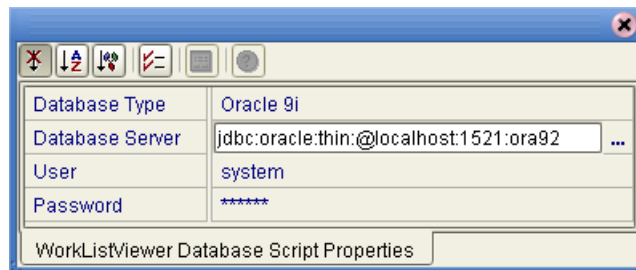 Database Type Oracle 9i
Database Server jdbc:oracle:thin:@localhost:1521:ora92 ...
User system
Password ******
WorkListViewer Database Script Properties